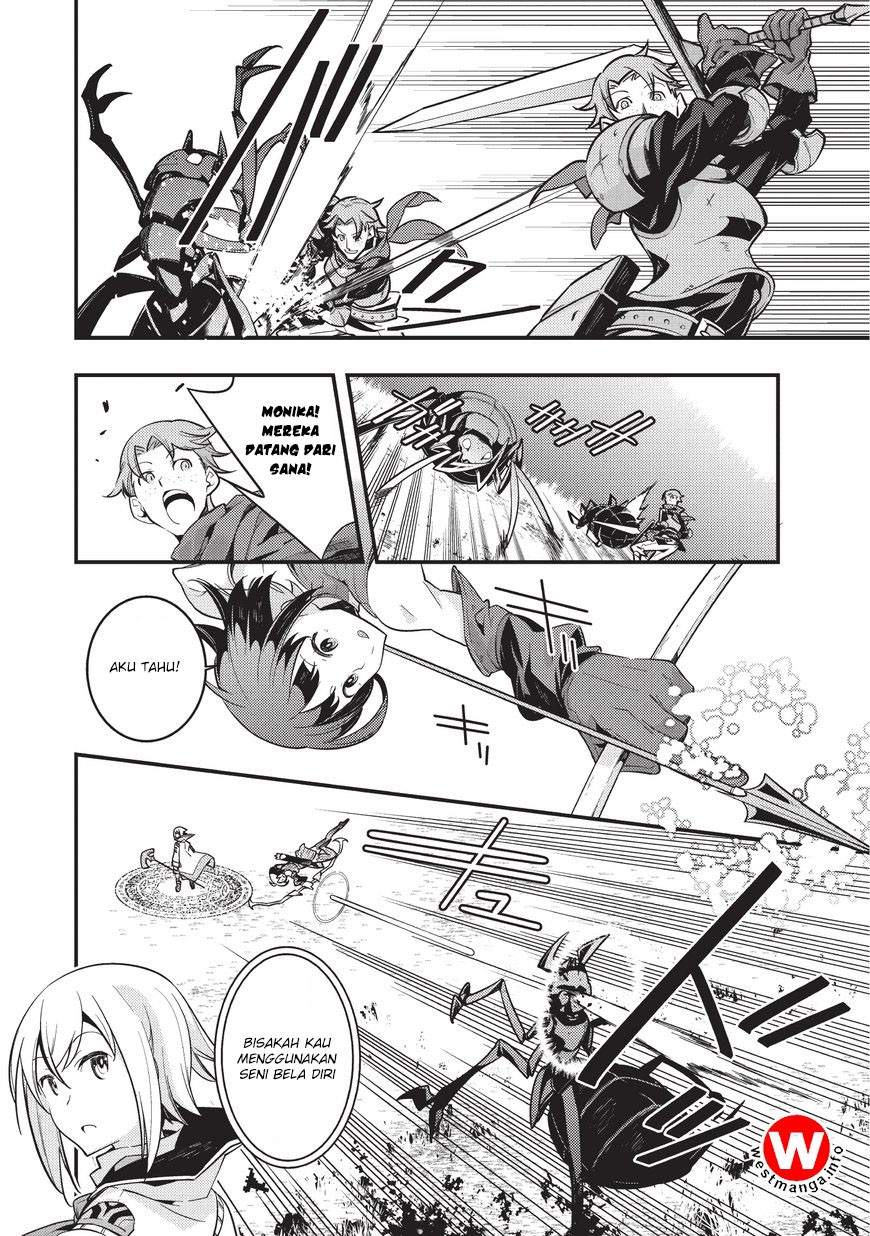 MONIKA!
MEREKA
DATANG DARI
SANA!
AKU TAHU!
BISAKAH KAU
MENGGUNAKAN
SENI BELA DIRI
W
westmanga.info